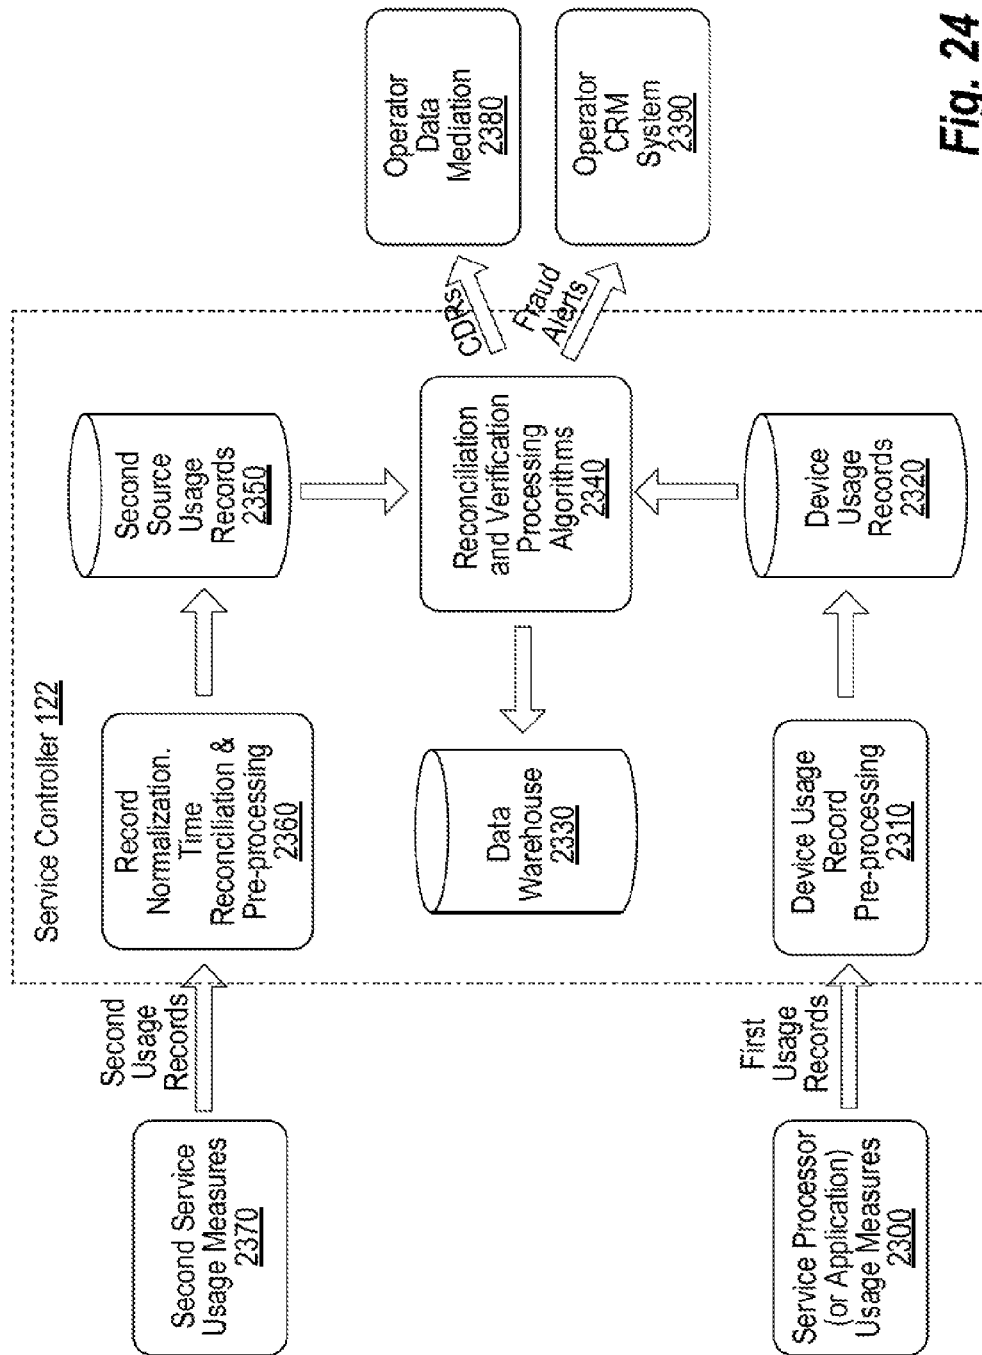 Service Controller 122
Second Service
Usage Measures
2370
Second
Usage
Records
Record
Normalization.
Time
Reconciliation &
Pre-processing
2360
Second
Source
Usage
Records
2350
Data
Warehouse
2330
Reconciliation
and Verification
Processing
Algorithms
2340
CDRs
Fraud
Alerts
Operator
Data
Mediation
2380
Operator
CRM
System
2390
Service Processor
(or Application)
Usage Measures
2300
First
Usage
Records
Device Usage
Record
Pre-processing
2310
Device
Usage
Records
2320
Fig. 24